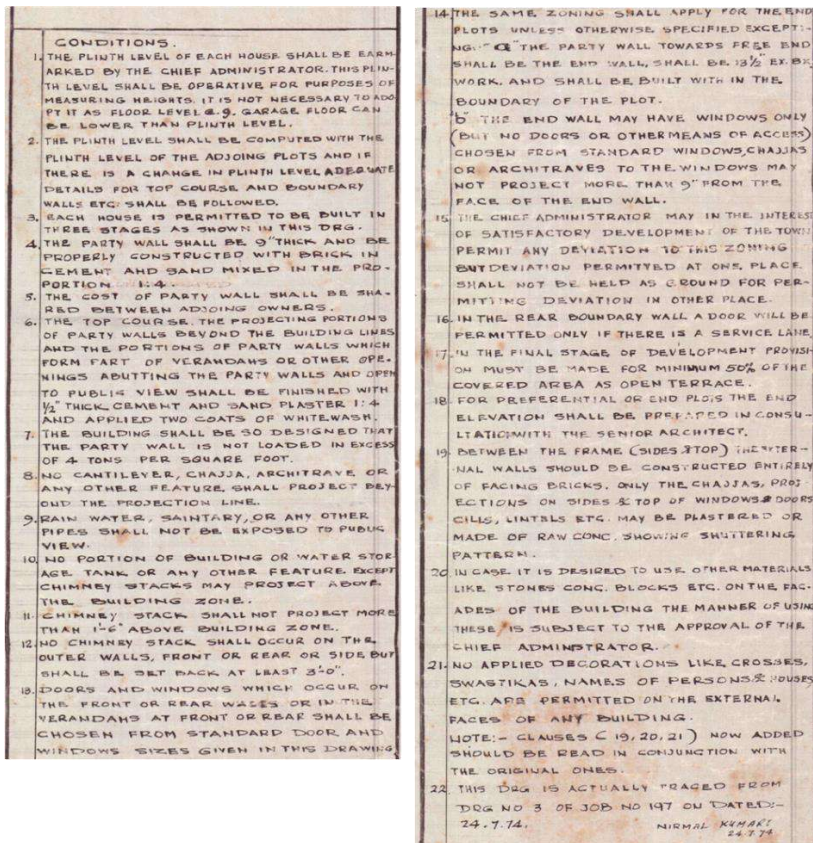 CONDITIONS.
1. THE PLINTH LEVEL OF EACH HOUSE SHALL BE EARM-
ARKED BY THE CHIEF ADMINISTRATOR. THIS PLIN-
TH LEVEL SHALL BE OPERATIVE FOR PURPOSES OF
MEASURING HEIGHTS. IT IS NOT NECESSARY TO ADO
PT IT AS FLOOR LEVEL e.g. GARAGE FLOOR CAN
BE LOWER THAN PLINTH LEVEL.
2. THE PLINTH LEVEL SHALL BE COMPUTED WITH THE
PLINTH LEVEL OF THE ADJOING PLOTS AND IF
THERE IS A CHANGE IN PLINTH LEVEL ADEQUATE
DETAILS FOR TOP COURSE AND BOUNDARY
WALLS ETC. SHALL BE FOLLOWED.
3. EACH HOUSE IS PERMITTED TO BE BUILT IN
THREE STAGES AS SHOWN IN THIS DRG.
4. THE PARTY WALL SHALL BE 9" THICK AND BE
PROPERLY CONSTRUCTED WITH BRICK IN
CEMENT AND SAND MIXED IN THE PRO-
PORTION 1:4.
5. THE COST OF PARTY WALL SHALL BE SHA-
RED BETWEEN ADJOING OWNERS.
6. THE TOP COURSE, THE PROJECTING PORTIONS
OF PARTY WALLS BEYOND THE BUILDING LINES
AND THE PORTIONS OF PARTY WALLS WHICH
FORM PART OF VERANDAHS OR OTHER OPE-
NINGS ABUTTING THE PARTY WALLS AND OPEN
TO PUBLIC VIEW SHALL BE FINISHED WITH
½" THICK CEMENT AND SAND PLASTER 1:4
AND APPLIED TWO COATS OF WHITEWASH.
7. THE BUILDING SHALL BE SO DESIGNED THAT
THE PARTY WALL IS NOT LOADED IN EXCESS
OF 4 TONS PER SQUARE FOOT.
8. NO CANTILEVER, CHAJJA, ARCHITRAVE OR
ANY OTHER FEATURE SHALL PROJECT BEY-
OND THE PROJECTION LINE.
9. RAIN WATER, SAINTARY, OR ANY OTHER
PIPES SHALL NOT BE EXPOSED TO PUBLIC
VIEW.
10. NO PORTION OF BUILDING OR WATER STOR-
AGE TANK OR ANY OTHER FEATURE EXCEPT
CHIMNEY STACKS MAY PROJECT ABOVE
THE BUILDING ZONE.
11. CHIMNEY STACK SHALL NOT PROJECT MORE
THAN 1'-6" ABOVE BUILDING ZONE.
12. NO CHIMNEY STACK SHALL OCCUR ON THE
OUTER WALLS, FRONT OR REAR OR SIDE BUT
SHALL BE SET BACK AT LEAST 3'-0".
13. DOORS AND WINDOWS WHICH OCCUR ON
THE FRONT OR REAR WALLS OR IN THE
VERANDAHS AT FRONT OR REAR SHALL BE
CHOSEN FROM STANDARD DOOR AND
WINDOWS SIZES GIVEN IN THIS DRAWING
14. THE SAME ZONING SHALL APPLY FOR THE END
PLOTS UNLESS OTHERWISE SPECIFIED EXCEPTI-
NG:- "a" THE PARTY WALL TOWARDS FREE END
SHALL BE THE END WALL, SHALL BE 13½" EX. BK.
WORK. AND SHALL BE BUILT WITH IN THE
BOUNDARY OF THE PLOT.
"b" THE END WALL MAY HAVE WINDOWS ONLY
(BUT NO DOORS OR OTHER MEANS OF ACCESS)
CHOSEN FROM STANDARD WINDOWS, CHAJJAS
OR ARCHITRAVES TO THE WINDOWS MAY
NOT PROJECT MORE THAN 9" FROM THE
FACE OF THE END WALL.
15. THE CHIEF ADMINISTRATOR MAY IN THE INTEREST
OF SATISFACTORY DEVELOPMENT OF THE TOWN
PERMIT ANY DEVIATION TO THIS ZONING
BUT DEVIATION PERMITTED AT ONE PLACE
SHALL NOT BE HELD AS GROUND FOR PER-
MITTING DEVIATION IN OTHER PLACE.
16. IN THE REAR BOUNDARY WALL A DOOR WILL BE
PERMITTED ONLY IF THERE IS A SERVICE LANE
17. IN THE FINAL STAGE OF DEVELOPMENT PROVISI-
ON MUST BE MADE FOR MINIMUM 50% OF THE
COVERED AREA AS OPEN TERRACE.
18. FOR PREFERENTIAL OR END PLOTS THE END
ELEVATION SHALL BE PREPARED IN CONSU-
LTATION WITH THE SENIOR ARCHITECT.
19. BETWEEN THE FRAME (SIDES & TOP) THE EXTER-
NAL WALLS SHOULD BE CONSTRUCTED ENTIRELY
OF FACING BRICKS. ONLY THE CHAJJAS, PROJ
ECTIONS ON SIDES & TOP OF WINDOWS & DOORS
CILLS, LINTELS ETC. MAY BE PLASTERED OR
MADE OF RAW CONC. SHOWING SHUTTERING
PATTERN.
20. IN CASE IT IS DESIRED TO USE OTHER MATERIALS
LIKE STONES CONC. BLOCKS ETC. ON THE FAC-
ADES OF THE BUILDING THE MANNER OF USING
THESE IS SUBJECT TO THE APPROVAL OF THE
CHIEF ADMINSTRATOR.
21. NO APPLIED DECORATIONS LIKE, CROSSES,
SWASTIKAS, NAMES OF PERSONS & HOUSES
ETC. ARE PERMITTED ON THE EXTERNAL
FACES OF ANY BUILDING.
NOTE:- CLAUSES (19, 20, 21) NOW ADDED
SHOULD BE READ IN CONJUNCTION WITH
THE ORIGINAL ONES.
22. THIS DRG IS ACTUALLY TRACED FROM
DRG NO 3 OF JOB NO 197 ON DATED:-
24.7.74. NIRMAL KUMARI
24.7.74